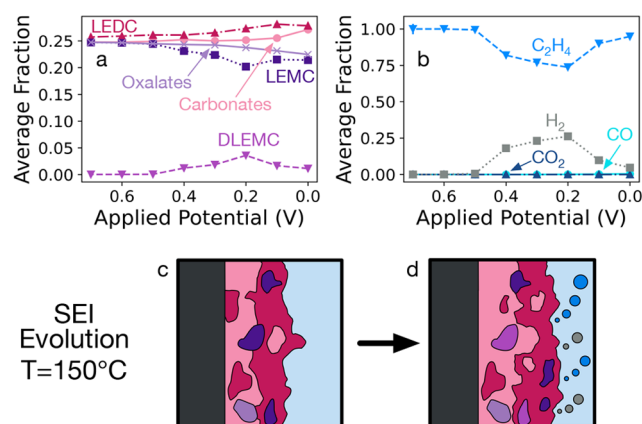 LEDC
a
Oxalates
LEMC
Carbonates
DLEMC
0.25
0.20
0.15
0.10
0.05
0.00
Average Fraction
0.6
0.4
0.2
0.0
Applied Potential (V)
b
C₂H₄
H₂
CO
CO₂
1.00
0.75
0.50
0.25
0.00
Average Fraction
0.6
0.4
0.2
0.0
Applied Potential (V)
SEI
Evolution
T=150°C
c
d